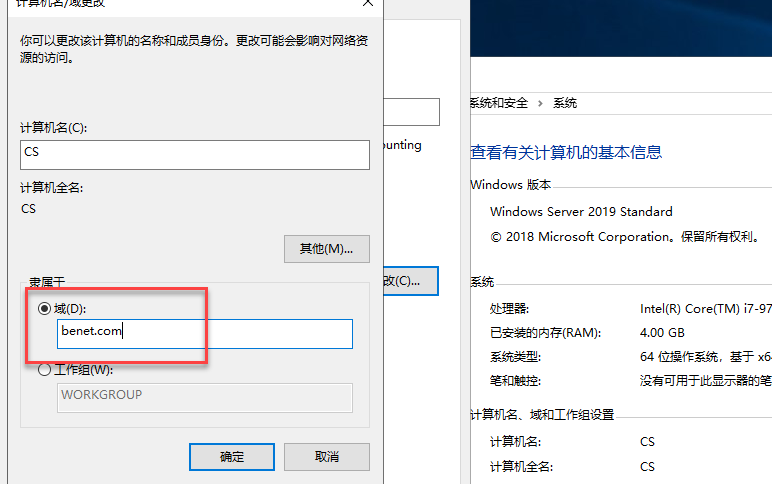 计算机名/域更改
你可以更改该计算机的名称和成员身份。更改可能会影响对网络资
源的访问。
计算机名(C):
CS
计算机全名:
CS
其他(M)...
隶属于
域(D):
benet.com
工作组(W):
WORKGROUP
确定
取消
ounting
改(C)...
系统和安全 › 系统
查看有关计算机的基本信息
Windows 版本
Windows Server 2019 Standard
© 2018 Microsoft Corporation。保留所有权利。
系统
处理器: Intel(R) Core(TM) i7-97
已安装的内存(RAM): 4.00 GB
系统类型: 64 位操作系统，基于 x6
笔和触控: 没有可用于此显示器的笔
计算机名、域和工作组设置
计算机名: CS
计算机全名: CS